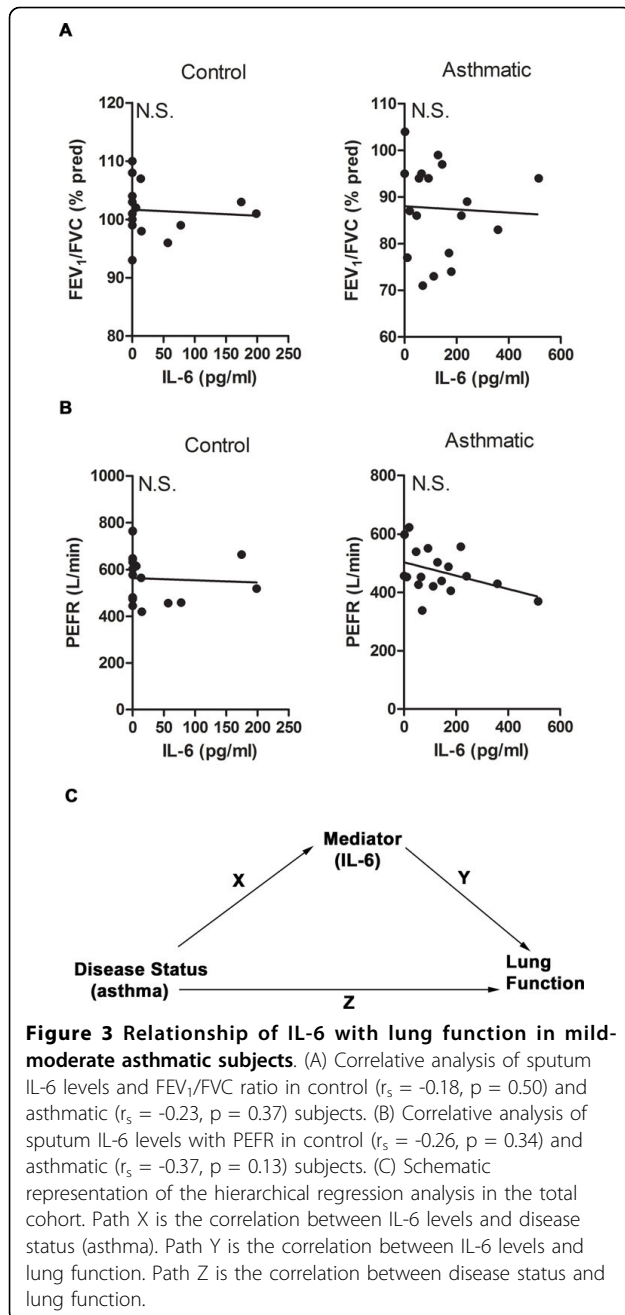 A
Control
Asthmatic
N.S.
N.S.
120
110
100
90
80
FEV₁/FVC (% pred)
0 50 100 150 200 250
IL-6 (pg/ml)
110
100
90
80
70
60
FEV₁/FVC (% pred)
0 200 400 600
IL-6 (pg/ml)
B
Control
Asthmatic
N.S.
N.S.
1000
800
600
400
200
0
PEFR (L/min)
0 50 100 150 200 250
IL-6 (pg/ml)
800
600
400
200
0
PEFR (L/min)
0 200 400 600
IL-6 (pg/ml)
C
Mediator
(IL-6)
X
Y
Disease Status
(asthma)
Lung
Function
Z
Figure 3 Relationship of IL-6 with lung function in mild-
moderate asthmatic subjects. (A) Correlative analysis of sputum
IL-6 levels and FEV₁/FVC ratio in control (rₛ = -0.18, p = 0.50) and
asthmatic (rₛ = -0.23, p = 0.37) subjects. (B) Correlative analysis of
sputum IL-6 levels with PEFR in control (rₛ = -0.26, p = 0.34) and
asthmatic (rₛ = -0.37, p = 0.13) subjects. (C) Schematic
representation of the hierarchical regression analysis in the total
cohort. Path X is the correlation between IL-6 levels and disease
status (asthma). Path Y is the correlation between IL-6 levels and
lung function. Path Z is the correlation between disease status and
lung function.